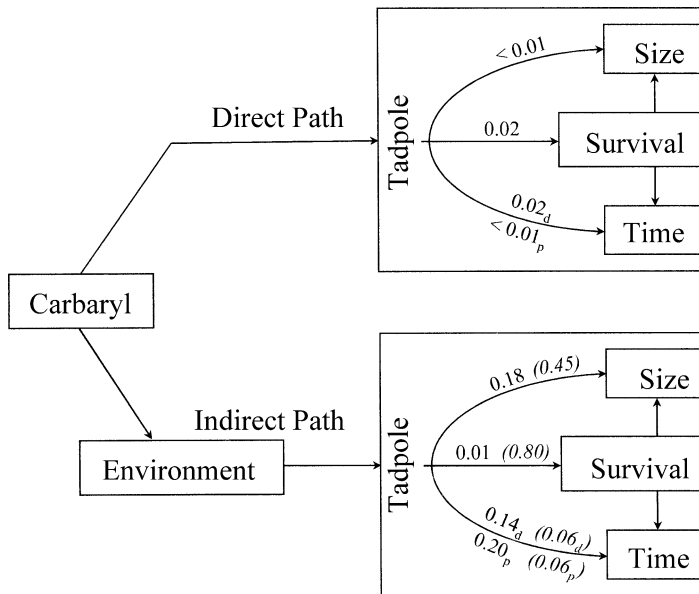 < 0.01
Size
Direct Path
Tadpole
0.02
Survival
0.02d
< 0.01p
Time
Carbaryl
0.18 (0.45)
Size
Indirect Path
Environment
Tadpole
0.01 (0.80)
Survival
0.14d (0.06d)
0.20p (0.06p)
Time